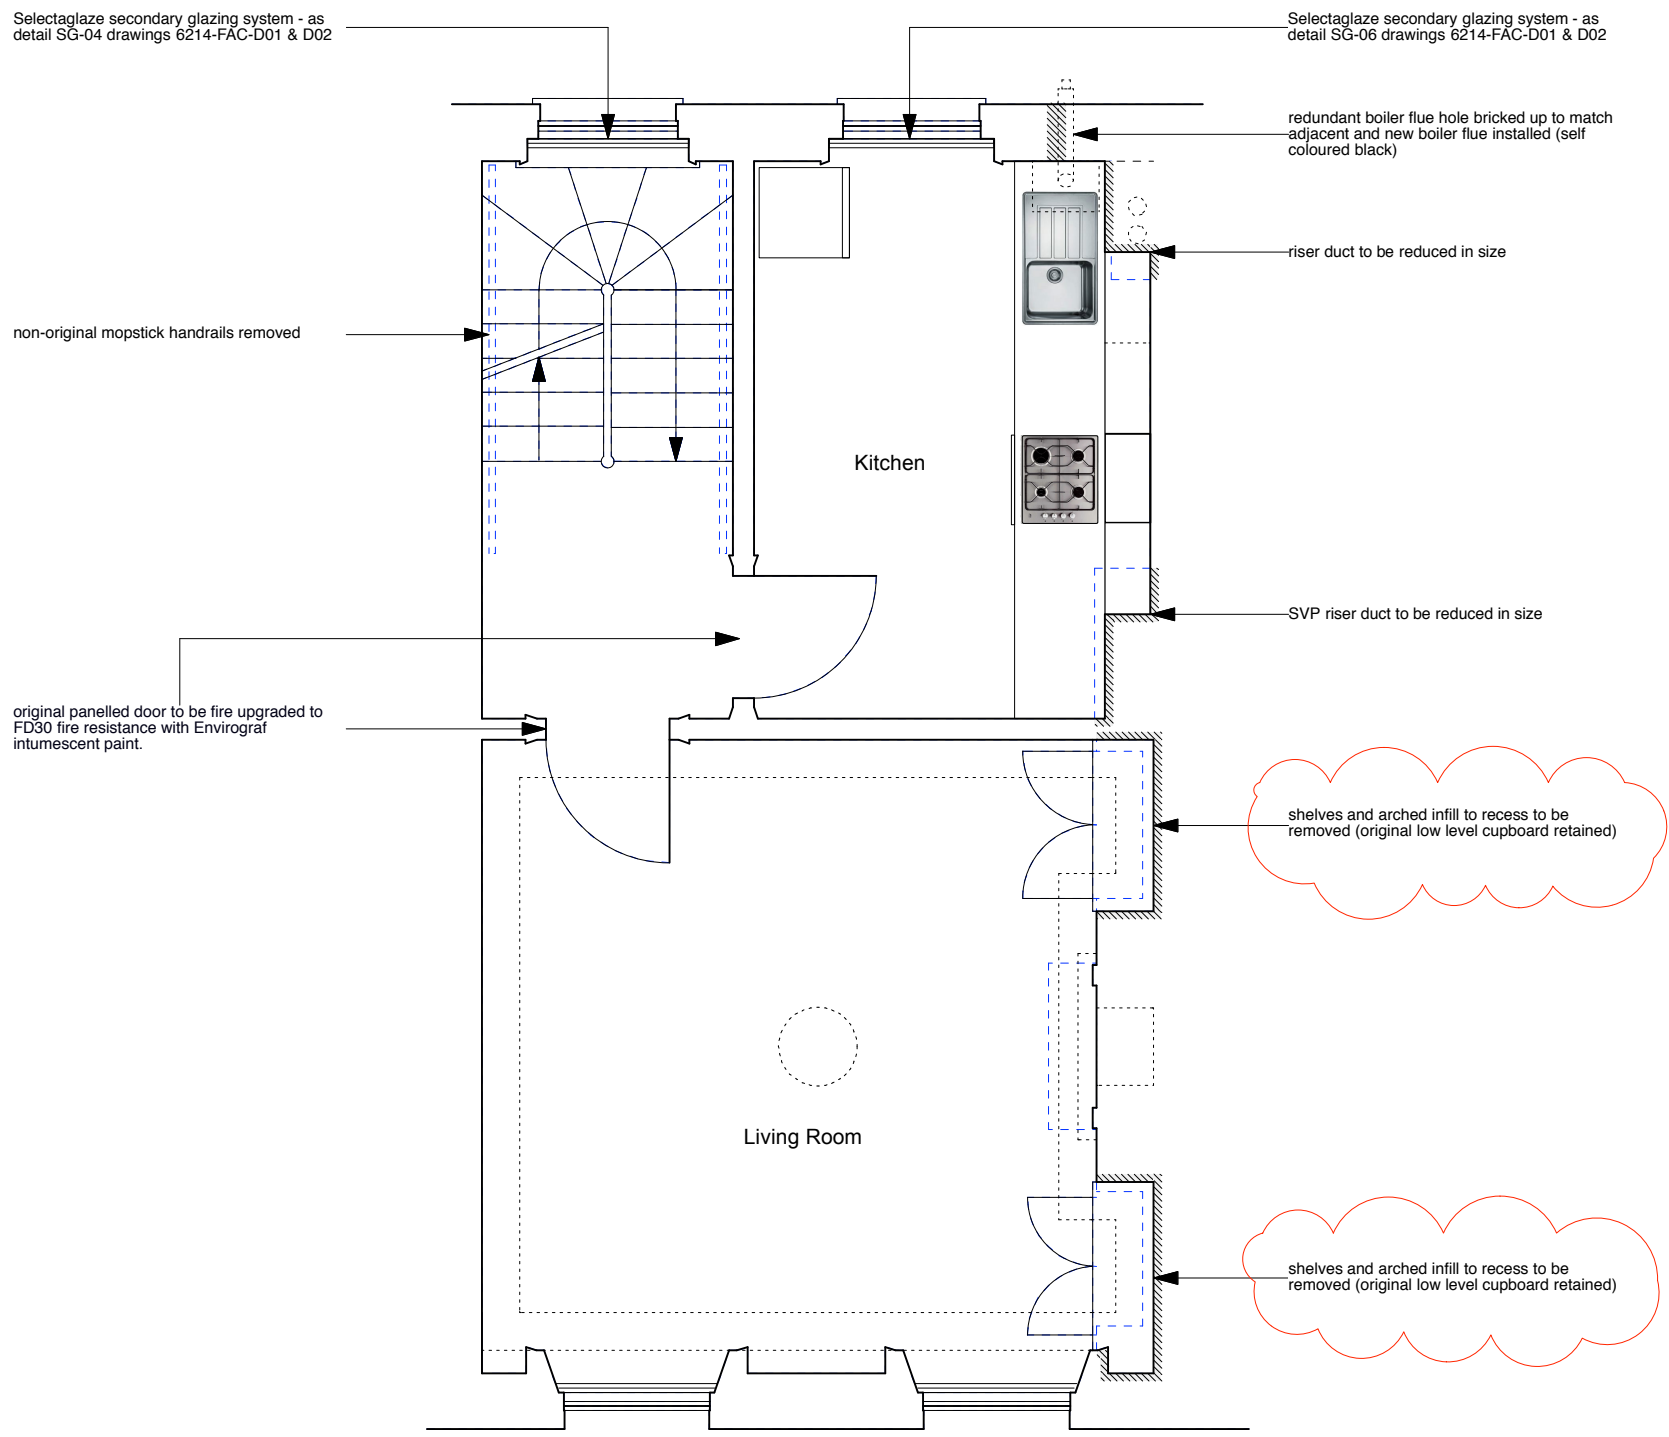 Selectaglaze secondary glazing system - as
detail SG-04 drawings 6214-FAC-D01 & D02
Selectaglaze secondary glazing system - as
detail SG-06 drawings 6214-FAC-D01 & D02
redundant boiler flue hole bricked up to match
adjacent and new boiler flue installed (self
coloured black)
riser duct to be reduced in size
non-original mopstick handrails removed
Kitchen
SVP riser duct to be reduced in size
original panelled door to be fire upgraded to
FD30 fire resistance with Envirograf
intumescent paint.
shelves and arched infill to recess to be
removed (original low level cupboard retained)
Living Room
shelves and arched infill to recess to be
removed (original low level cupboard retained)